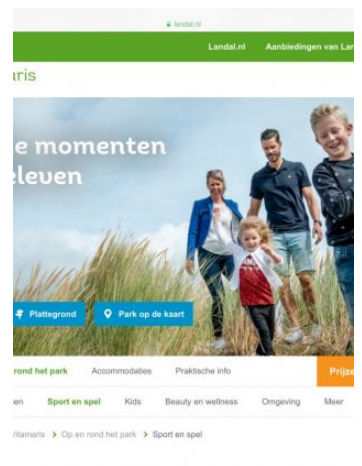 landal.nl
Landal.nl Aanbiedingen van Lan
aris
e momenten
eleven
Plattegrond Park op de kaart
rond het park Accommodaties Praktische info Prijze
en Sport en spel Kids Beauty en wellness Omgeving Meer
Vitamaris > Op en rond het park > Sport en spel